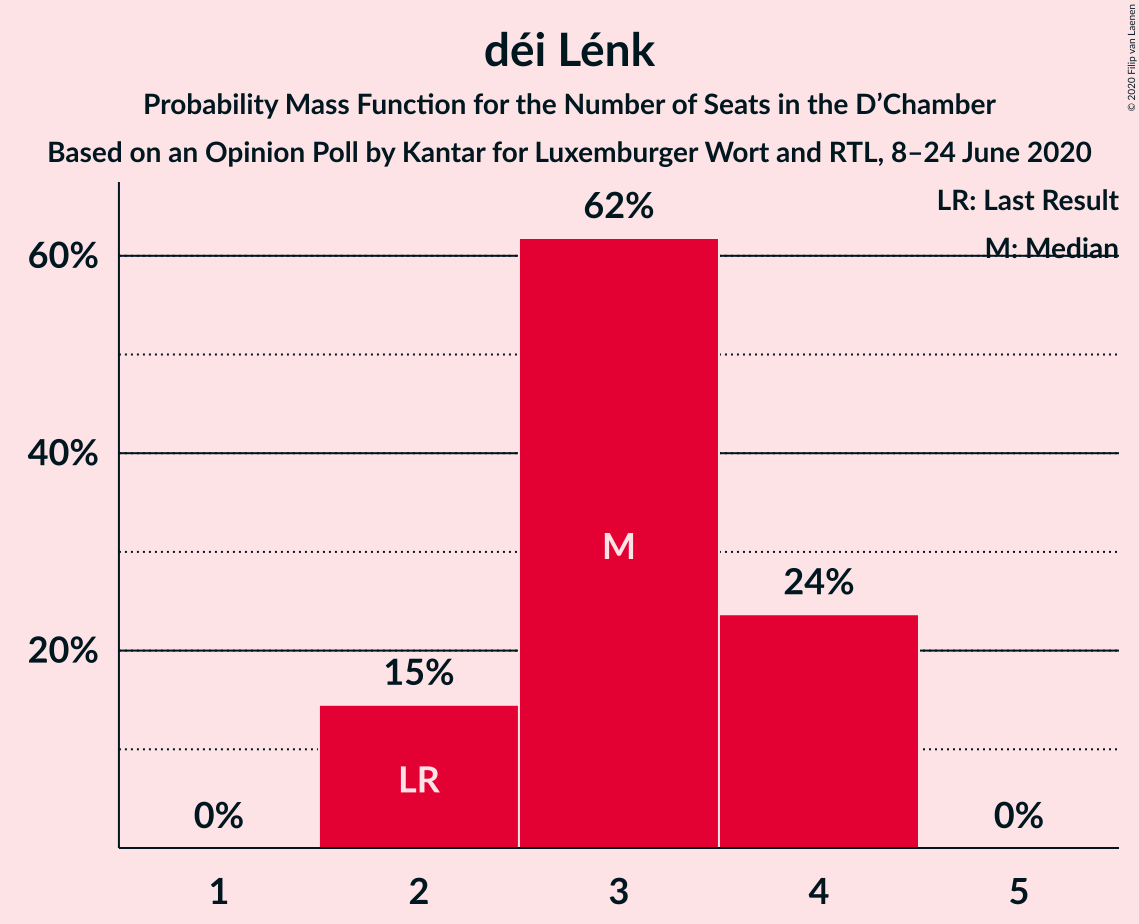 déi Lénk
Probability Mass Function for the Number of Seats in the D’Chamber
Based on an Opinion Poll by Kantar for Luxemburger Wort and RTL, 8–24 June 2020
© 2020 Filip van Laenen
LR: Last Result
M: Median
62%
60%
40%
M
24%
20%
15%
LR
0%
0%
1 2 3 4 5